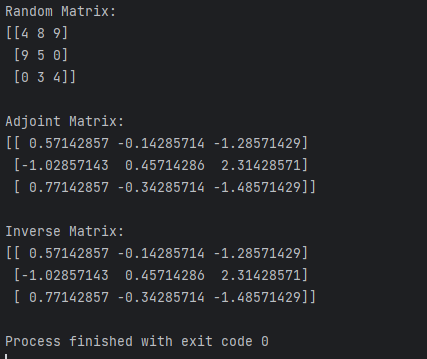 Random Matrix:
[[4 8 9]
 [9 5 0]
 [0 3 4]]
Adjoint Matrix:
[[ 0.57142857 -0.14285714 -1.28571429]
 [-1.02857143  0.45714286  2.31428571]
 [ 0.77142857 -0.34285714 -1.48571429]]
Inverse Matrix:
[[ 0.57142857 -0.14285714 -1.28571429]
 [-1.02857143  0.45714286  2.31428571]
 [ 0.77142857 -0.34285714 -1.48571429]]
Process finished with exit code 0